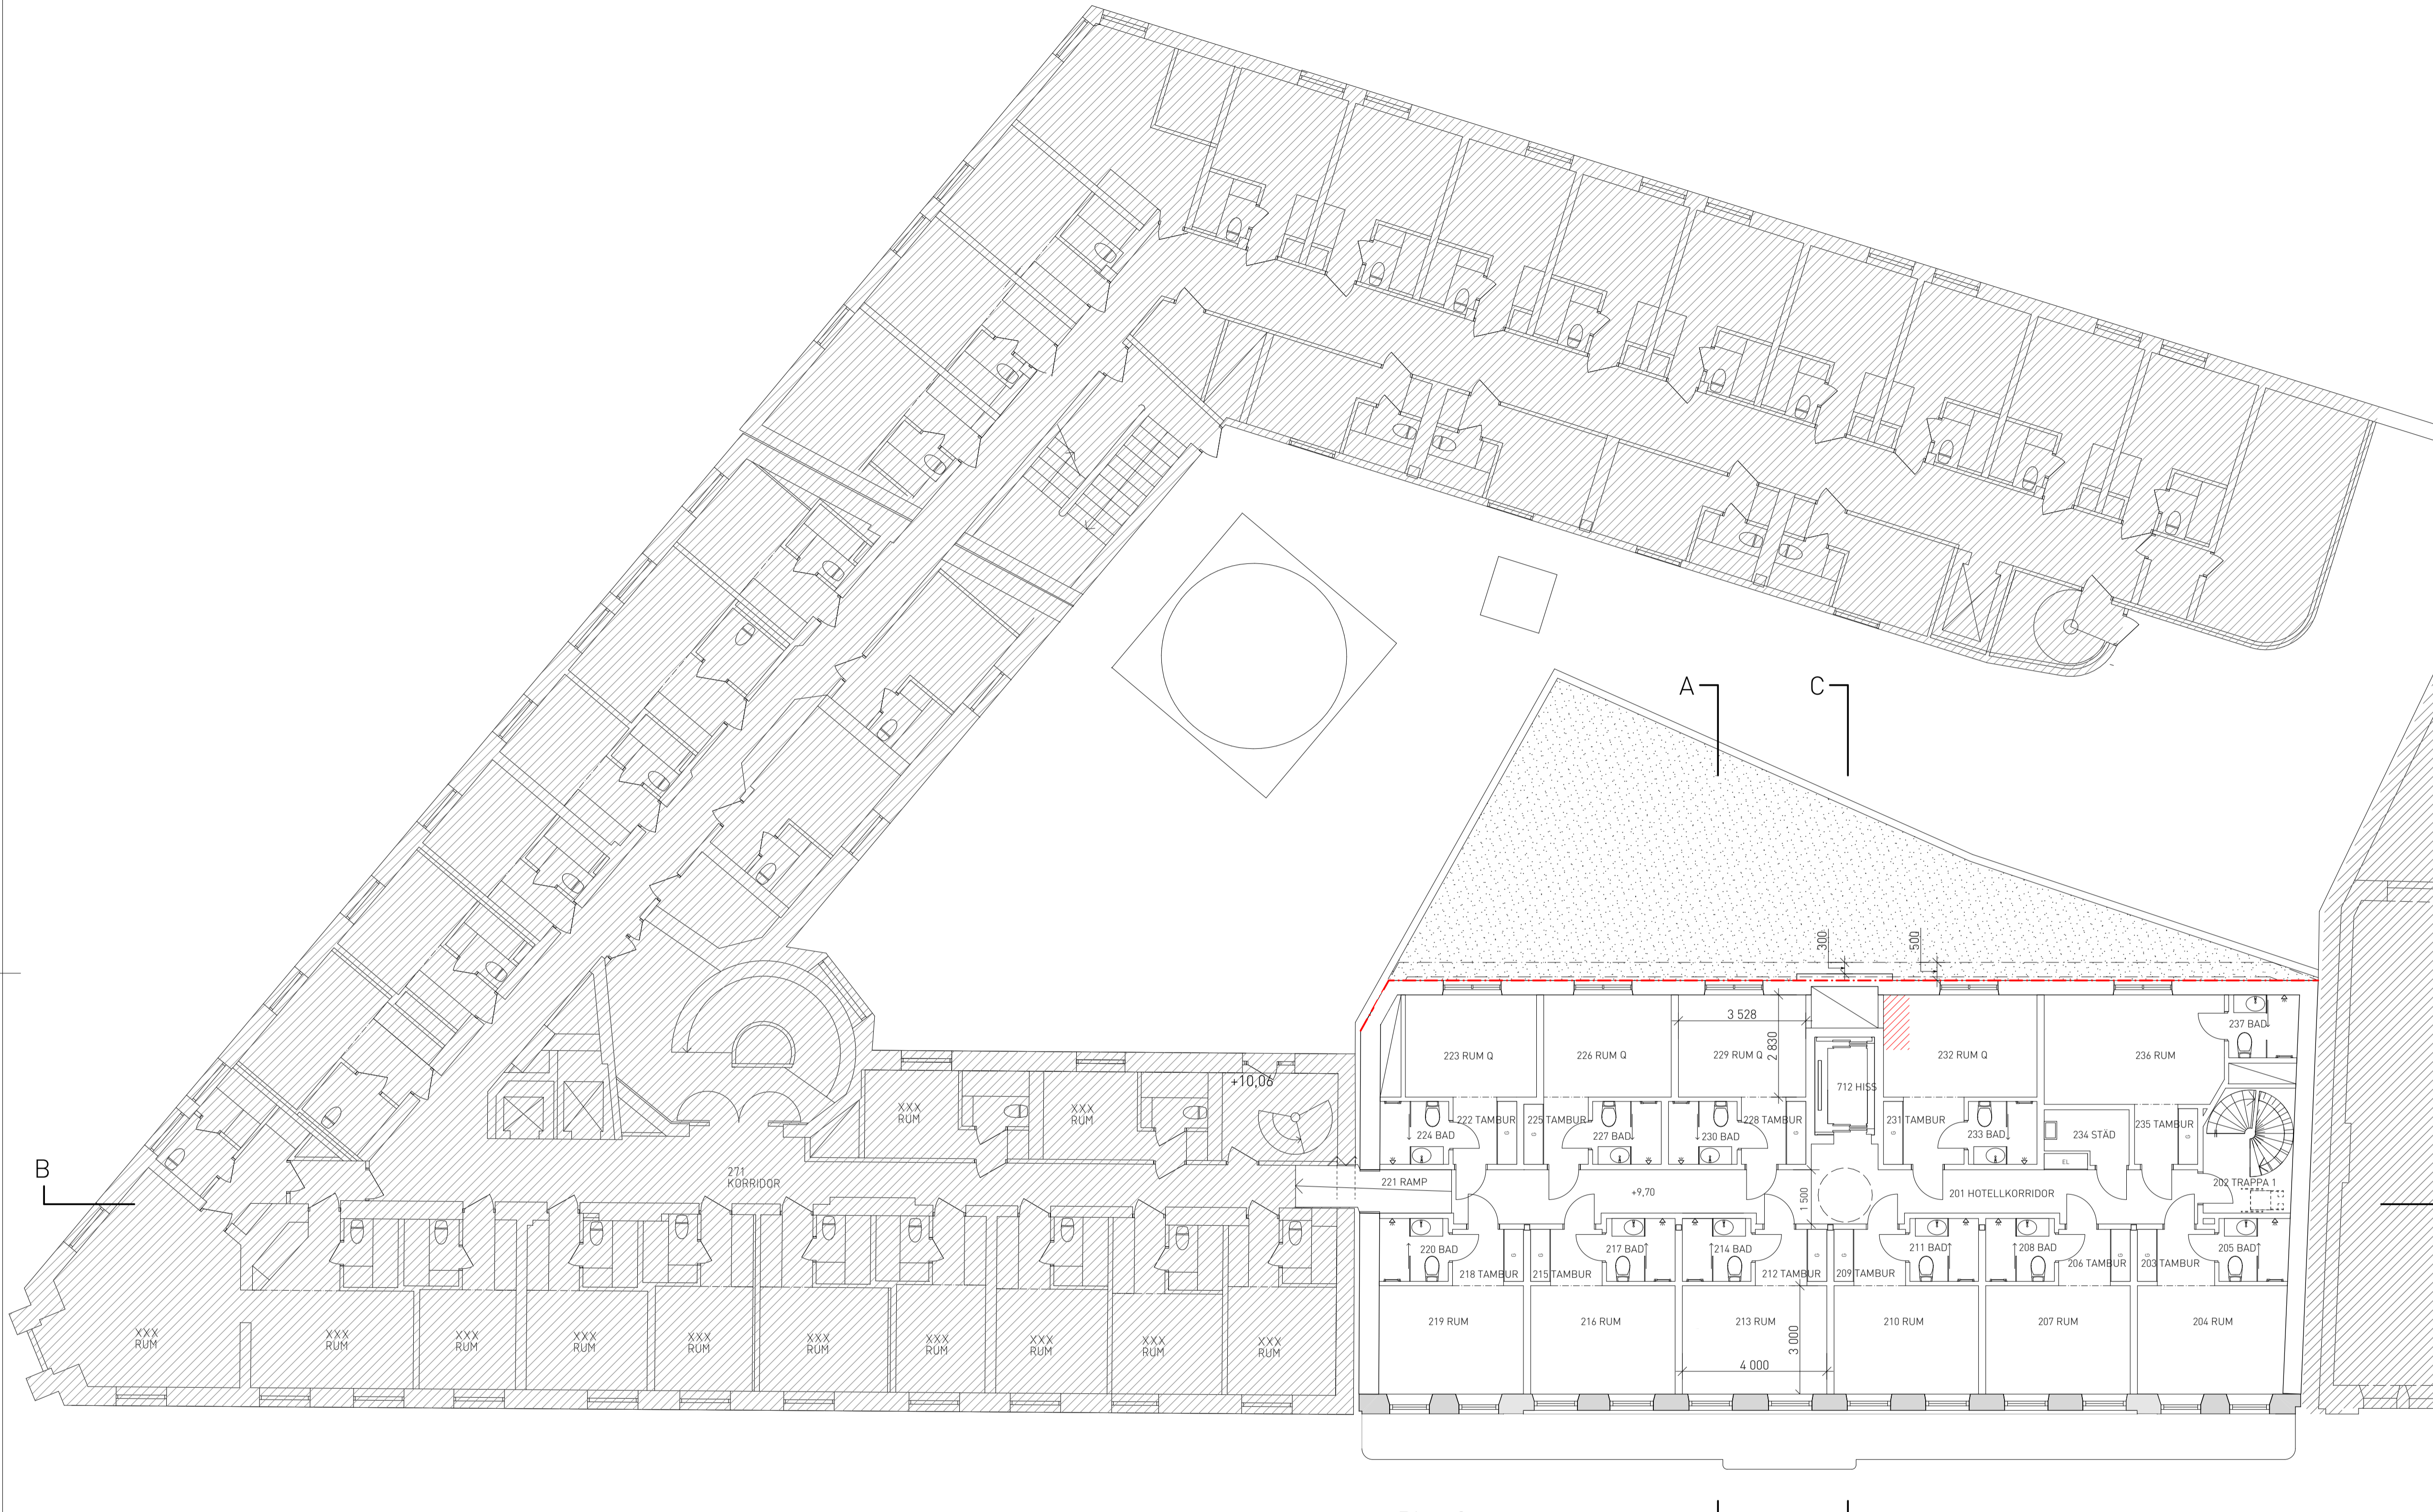 A
C
300
500
3 528
2 830
237 BAD
223 RUM Q
226 RUM Q
229 RUM Q
232 RUM Q
236 RUM
+10,06
712 HISS
XXX
RUM
XXX
RUM
222 TAMBUR
225 TAMBUR
228 TAMBUR
231 TAMBUR
235 TAMBUR
G
G
G
G
G
224 BAD
227 BAD
230 BAD
233 BAD
234 STÄD
EL
B
271
KORRIDOR
221 RAMP
+9,70
1 500
201 HOTELLKORRIDOR
202 TRAPPA 1
220 BAD
217 BAD
214 BAD
211 BAD
208 BAD
205 BAD
G
G
G
G
G
G
218 TAMBUR
215 TAMBUR
212 TAMBUR
209 TAMBUR
206 TAMBUR
203 TAMBUR
219 RUM
216 RUM
213 RUM
210 RUM
207 RUM
204 RUM
3 000
4 000
XXX
RUM
XXX
RUM
XXX
RUM
XXX
RUM
XXX
RUM
XXX
RUM
XXX
RUM
XXX
RUM
XXX
RUM
XXX
RUM